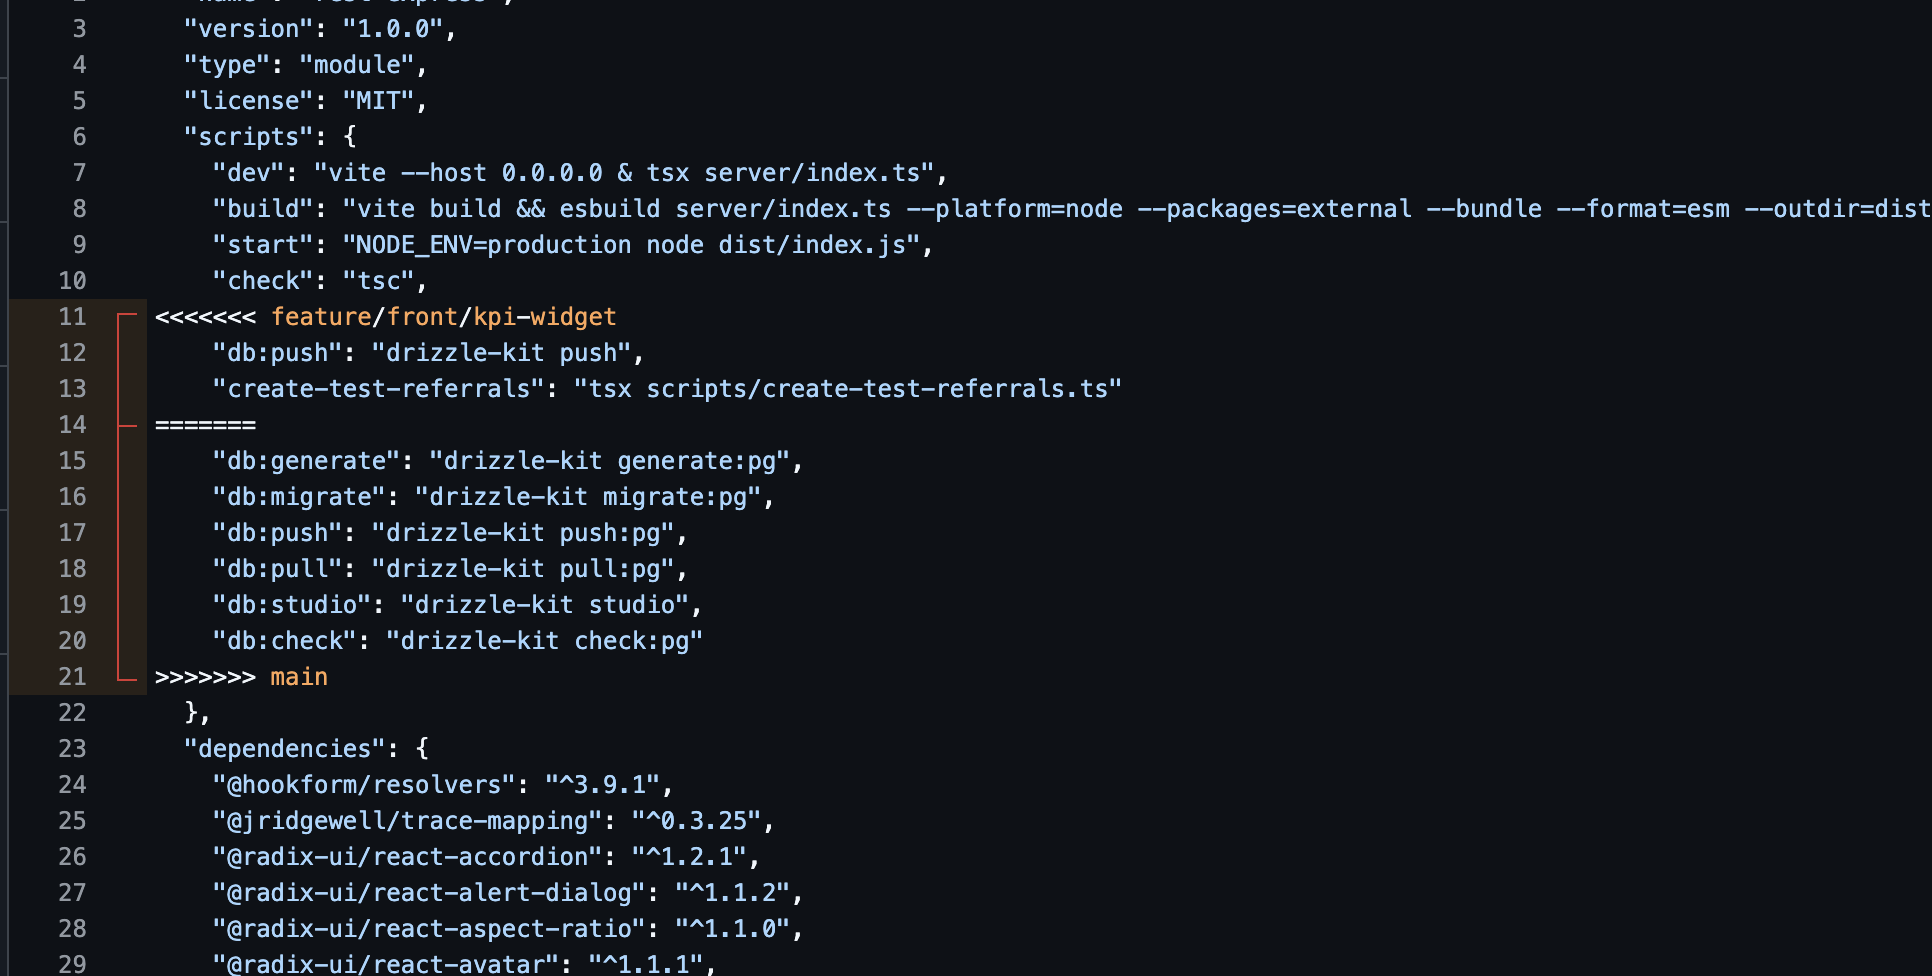 3 "version": "1.0.0",
4 "type": "module",
5 "license": "MIT",
6 "scripts": {
7 "dev": "vite --host 0.0.0.0 & tsx server/index.ts",
8 "build": "vite build && esbuild server/index.ts --platform=node --packages=external --bundle --format=esm --outdir=dist
9 "start": "NODE_ENV=production node dist/index.js",
10 "check": "tsc",
11 <<<<<<< feature/front/kpi-widget
12 "db:push": "drizzle-kit push",
13 "create-test-referrals": "tsx scripts/create-test-referrals.ts"
14 =======
15 "db:generate": "drizzle-kit generate:pg",
16 "db:migrate": "drizzle-kit migrate:pg",
17 "db:push": "drizzle-kit push:pg",
18 "db:pull": "drizzle-kit pull:pg",
19 "db:studio": "drizzle-kit studio",
20 "db:check": "drizzle-kit check:pg"
21 >>>>>>> main
22 },
23 "dependencies": {
24 "@hookform/resolvers": "^3.9.1",
25 "@jridgewell/trace-mapping": "^0.3.25",
26 "@radix-ui/react-accordion": "^1.2.1",
27 "@radix-ui/react-alert-dialog": "^1.1.2",
28 "@radix-ui/react-aspect-ratio": "^1.1.0",
29 "@radix-ui/react-avatar": "^1.1.1",